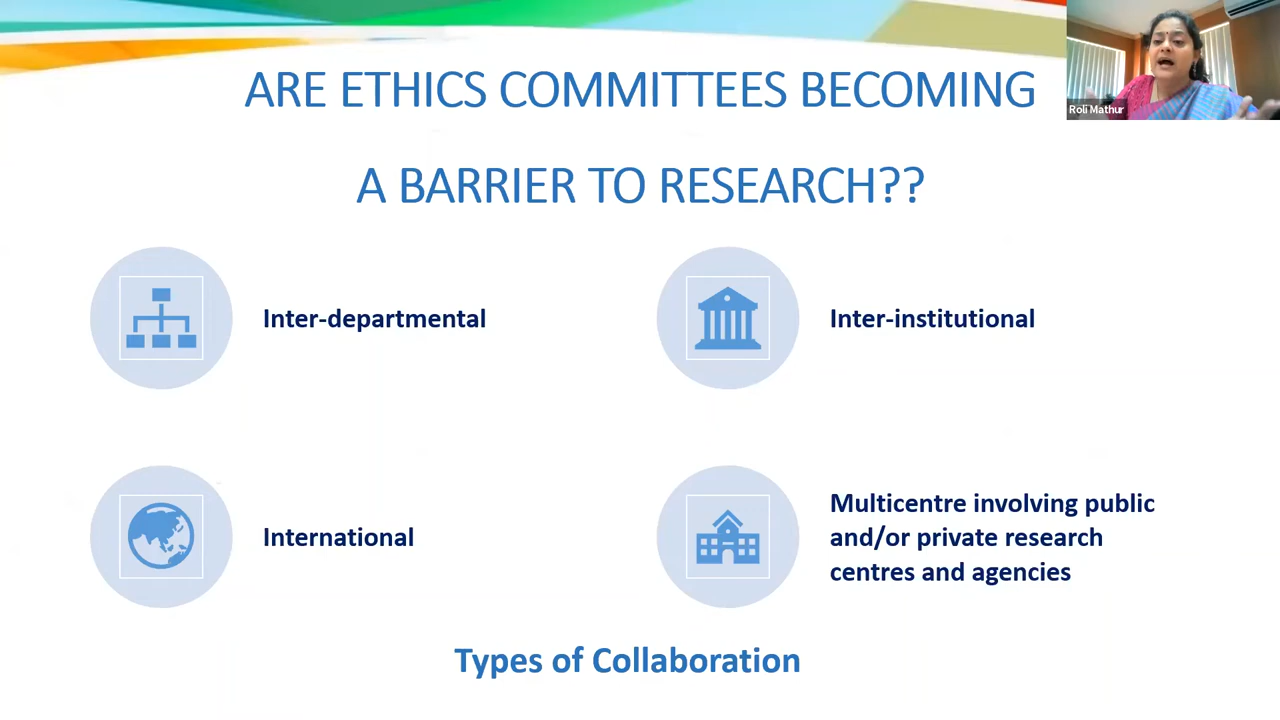 ARE ETHICS COMMITTEES BECOMING
A BARRIER TO RESEARCH??
Roli Mathur
Inter-departmental
Inter-institutional
International
Multicentre involving public
and/or private research
centres and agencies
Types of Collaboration